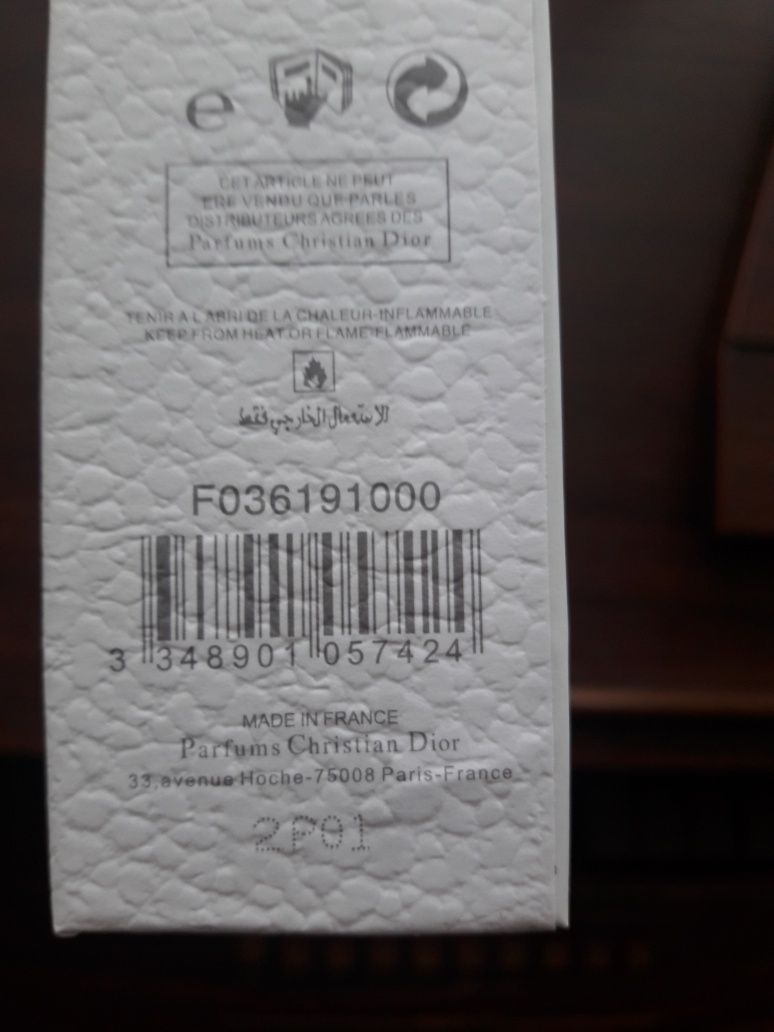 e
CET ARTICLE NE PEUT
ERE VENDU QUE PARLES
DISTRIBUTEURS AGREES DES
Parfums Christian Dior
TENIR A L ABRI DE LA CHALEUR-INFLAMMABLE
KEEP FROM HEAT OR FLAME-FLAMMABLE
للاستعمال الخارجي فقط
F036191000
3 348901 057424
MADE IN FRANCE
Parfums Christian Dior
33,avenue Hoche-75008 Paris-France
2P01